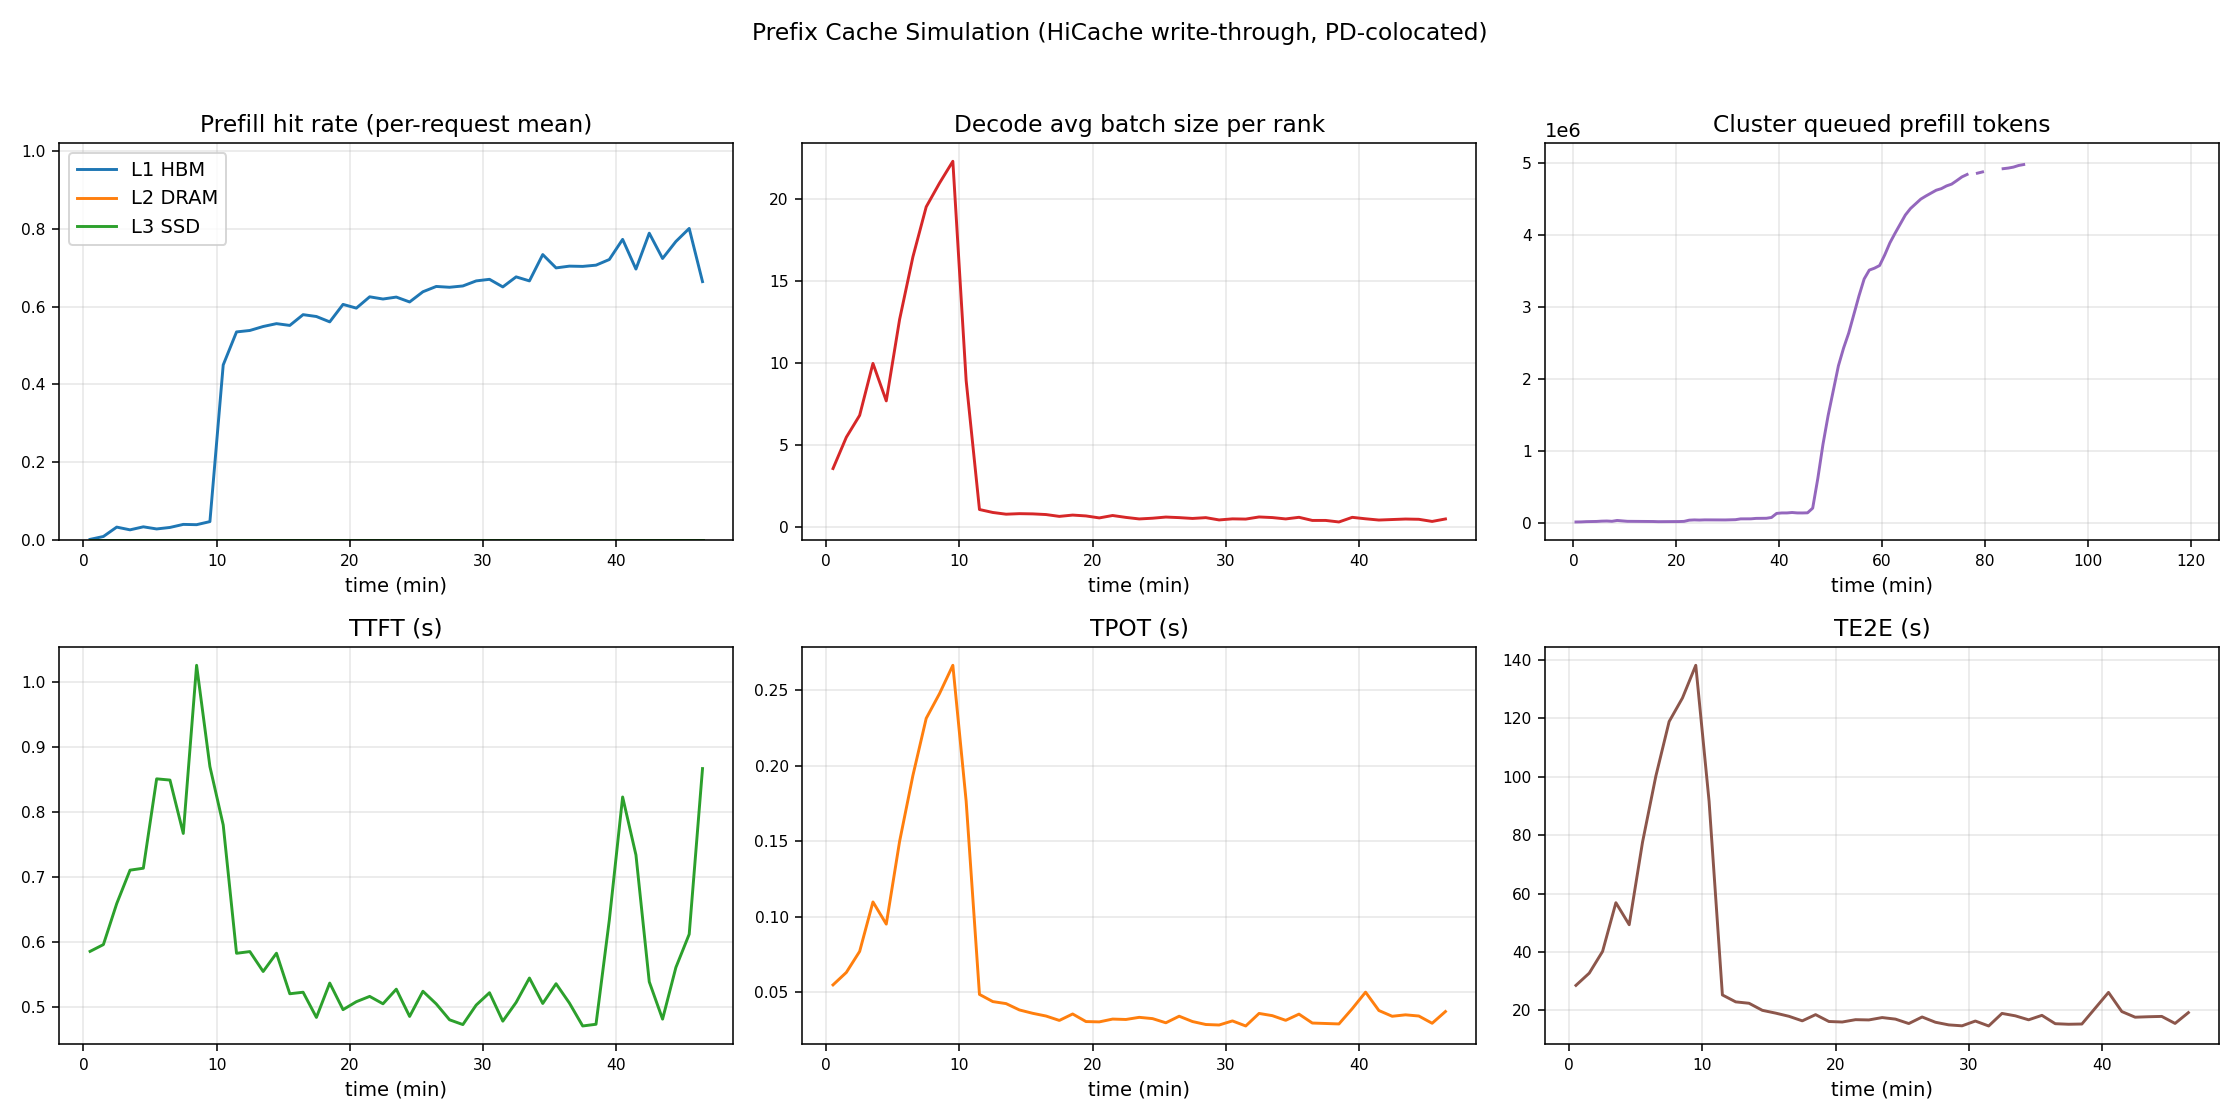 Prefix Cache Simulation (HiCache write-through, PD-colocated)
Prefill hit rate (per-request mean)
1.0
0.8
0.6
0.4
0.2
0.0
L1 HBM
L2 DRAM
L3 SSD
0 10 20 30 40
time (min)
Decode avg batch size per rank
20
15
10
5
0
0 10 20 30 40
time (min)
Cluster queued prefill tokens
1e6
5
4
3
2
1
0
0 20 40 60 80 100 120
time (min)
TTFT (s)
1.0
0.9
0.8
0.7
0.6
0.5
0 10 20 30 40
time (min)
TPOT (s)
0.25
0.20
0.15
0.10
0.05
0 10 20 30 40
time (min)
TE2E (s)
140
120
100
80
60
40
20
0 10 20 30 40
time (min)